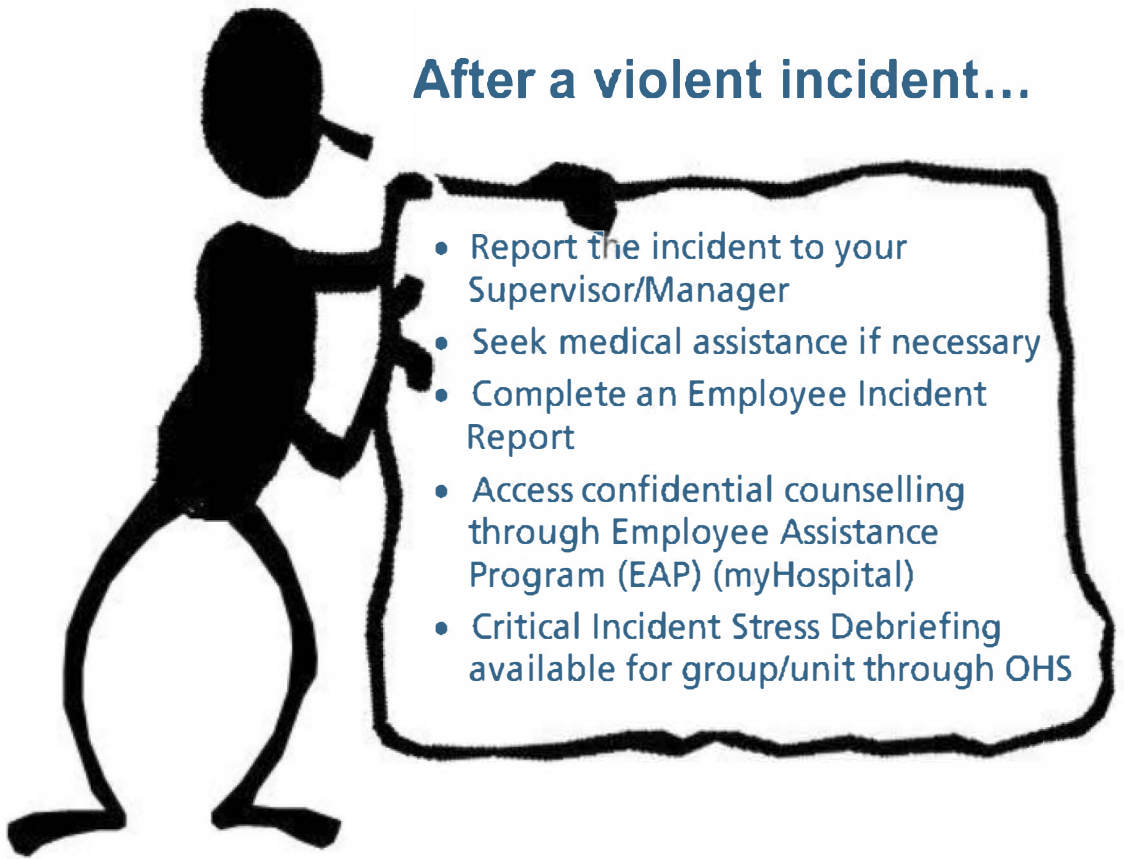 After a violent incident...
• Report the incident to your
Supervisor/Manager
• Seek medical assistance if necessary
• Complete an Employee Incident
Report
• Access confidential counselling
through Employee Assistance
Program (EAP) (myHospital)
• Critical Incident Stress Debriefing
available for group/unit through OHS